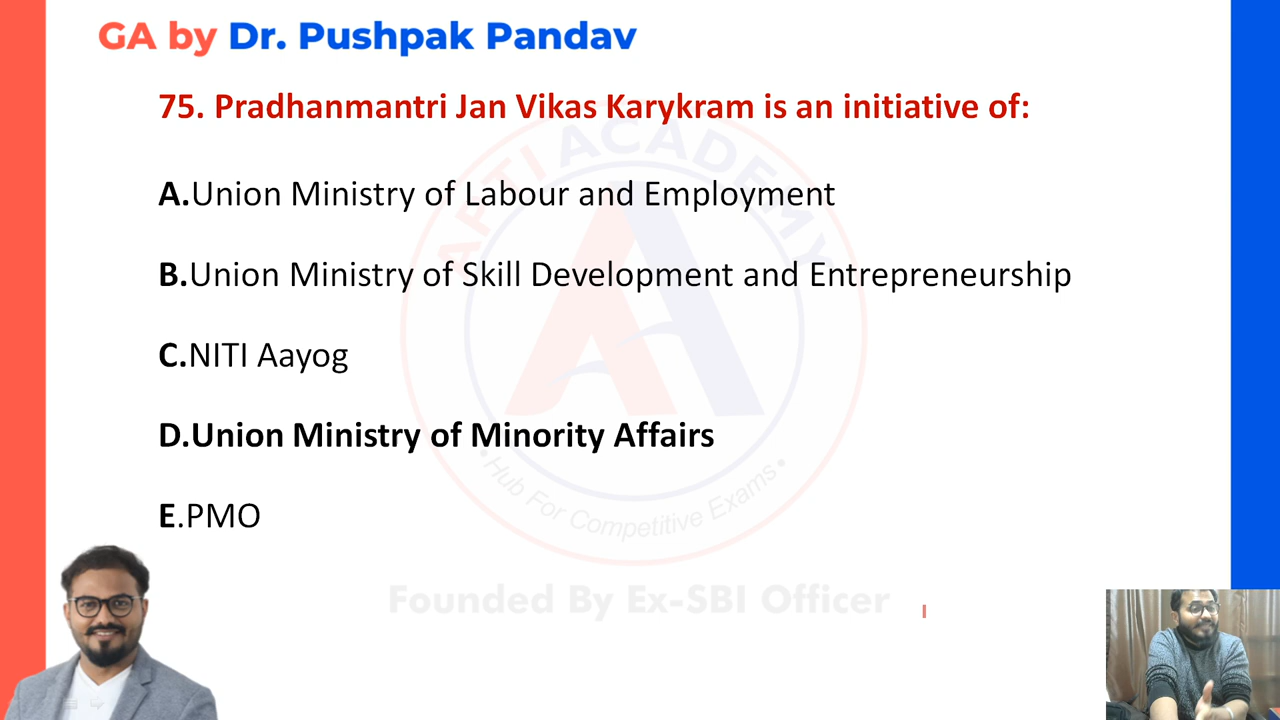 GA by Dr. Pushpak Pandav
75. Pradhanmantri Jan Vikas Karykram is an initiative of:
AFTI ACADEMY
A.Union Ministry of Labour and Employment
B.Union Ministry of Skill Development and Entrepreneurship
C.NITI Aayog
D.Union Ministry of Minority Affairs
• Hub For Competitive Exams •
E.PMO
Founded By Ex-SBI Officer